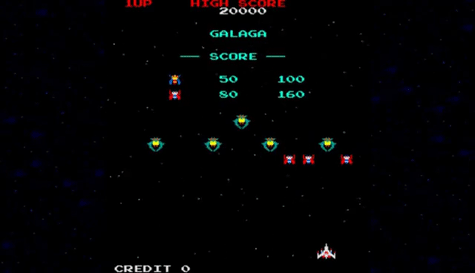 1UP HIGH SCORE
20000
GALAGA
— SCORE —
50 100
80 160
CREDIT 0